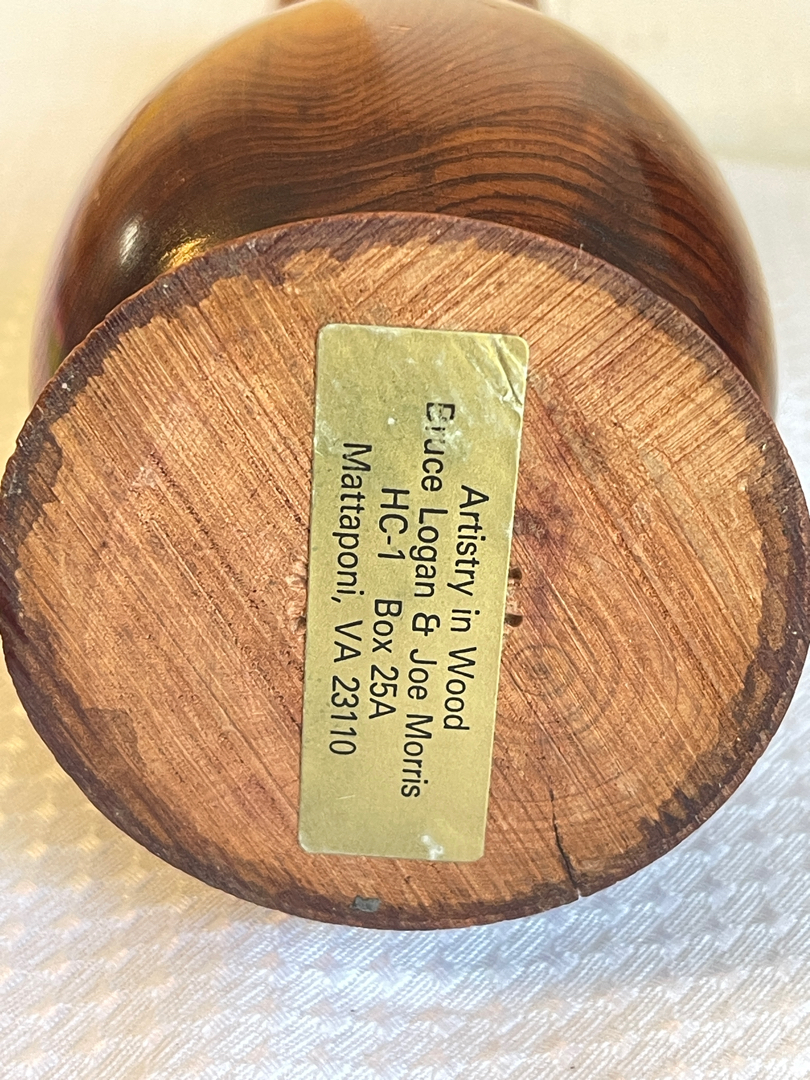 Artistry in Wood
Bruce Logan & Joe Morris
HC-1 Box 25A
Mattaponi, VA 23110